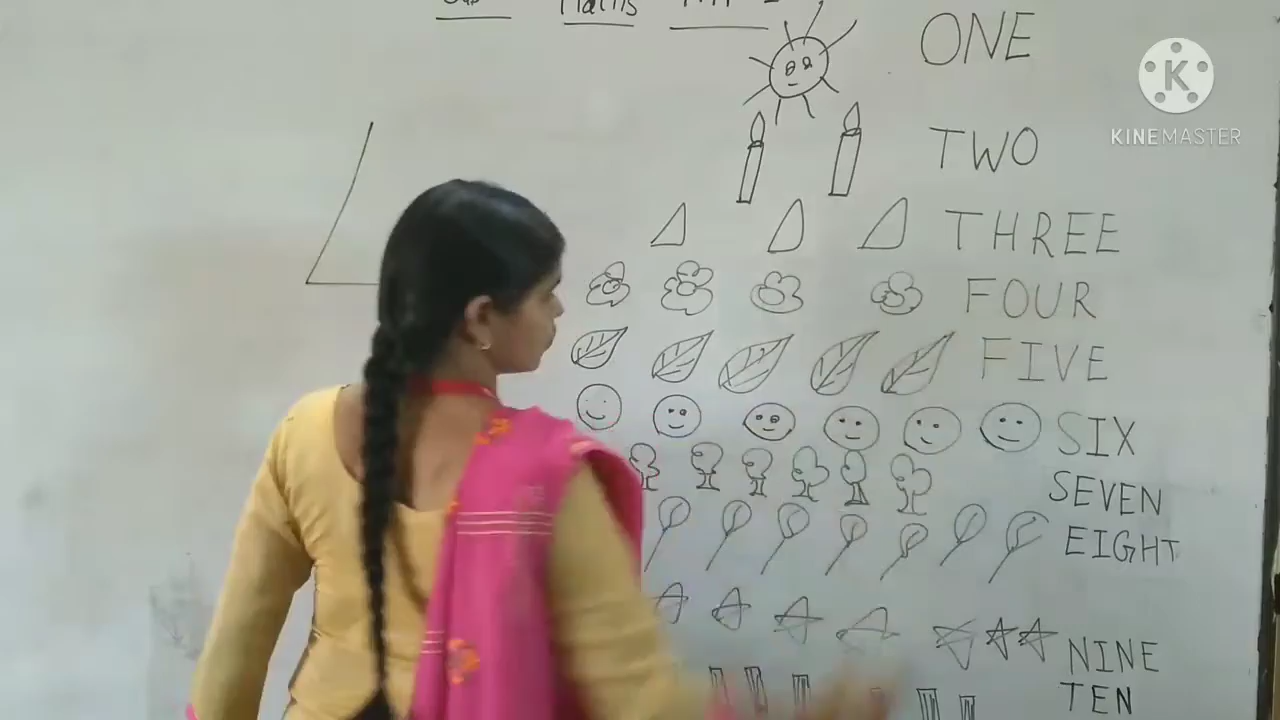 Maths
ONE
K
KINEMASTER
TWO
THREE
FOUR
FIVE
SIX
SEVEN
EIGHT
NINE
TEN